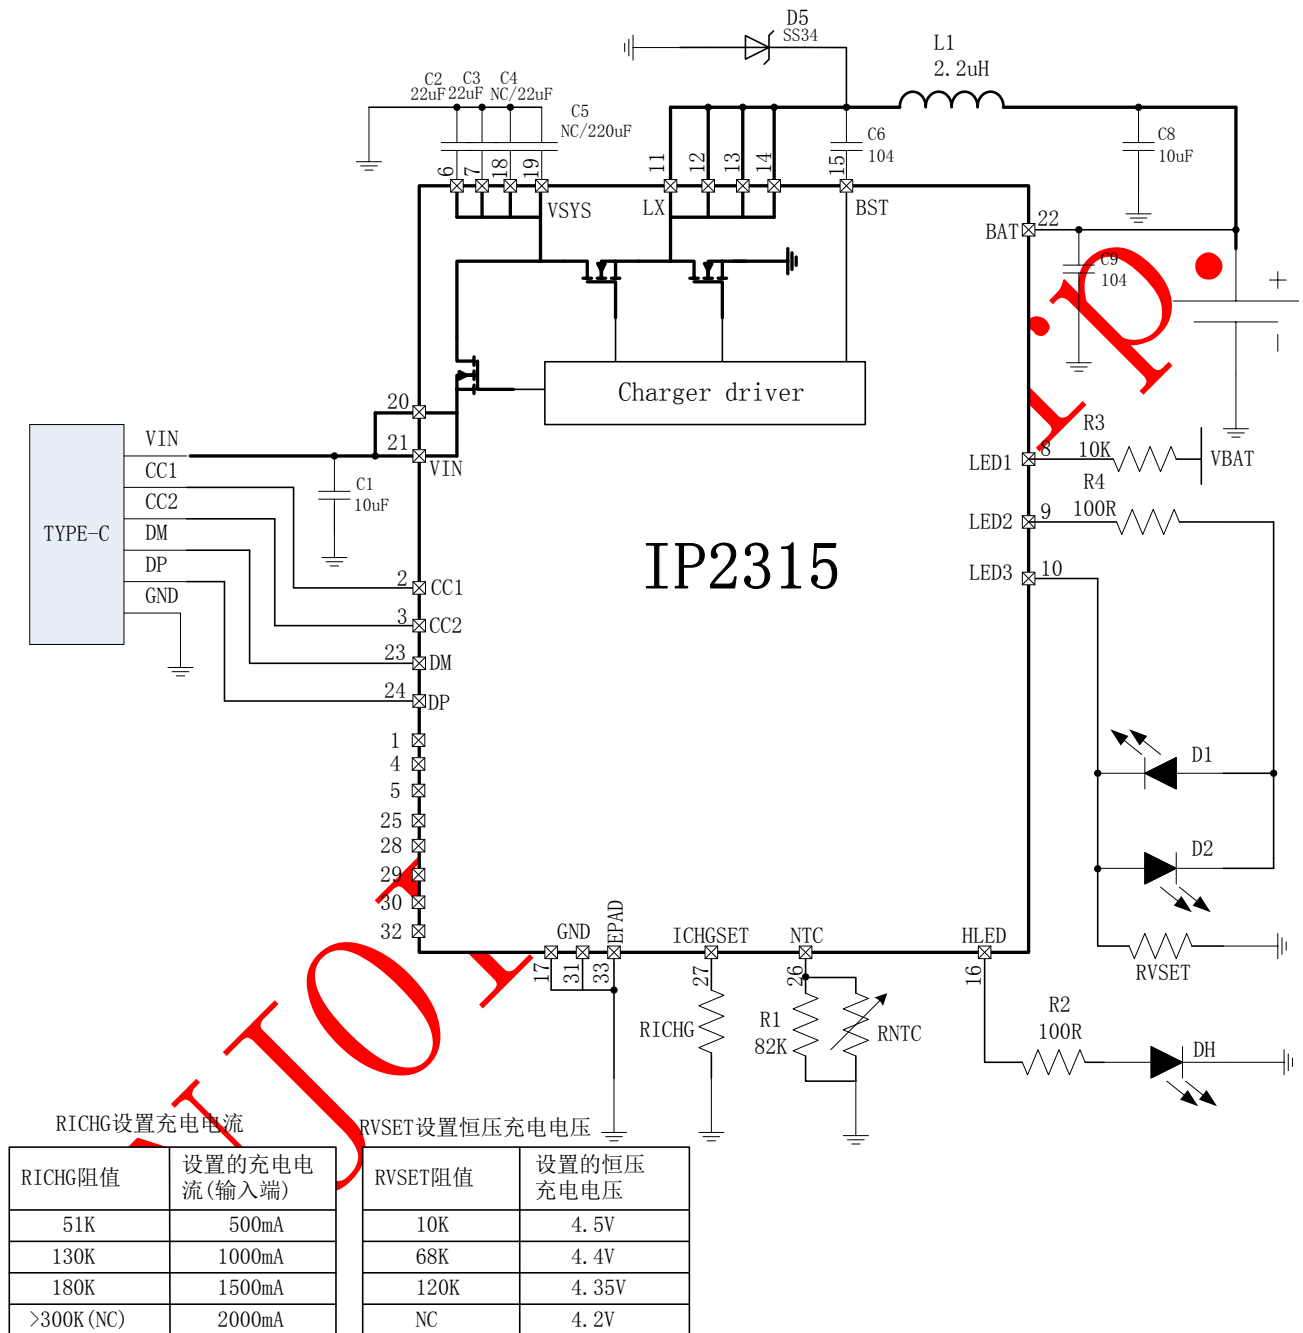 D5
SS34
L1
2.2uH
C2
22uF
C3
22uF
C4
NC/22uF
C5
NC/220uF
C6
104
C8
10uF
6
7
18
19
11
12
13
14
15
VSYS
LX
BST
BAT
22
C9
104
+
Charger driver
20
21
VIN
TYPE-C
VIN
CC1
CC2
DM
DP
GND
C1
10uF
IP2315
LED1
8
R3
10K
VBAT
LED2
9
R4
100R
LED3
10
2
CC1
3
CC2
23
DM
24
DP
1
4
5
25
28
29
30
32
D1
D2
RVSET
GND
EPAD
ICHGSET
NTC
HLED
17
31
33
27
26
16
RICHG
R1
82K
RNTC
R2
100R
DH
RICHG设置充电电流
RICHG阻值 设置的充电电流(输入端)
51K 500mA
130K 1000mA
180K 1500mA
>300K(NC) 2000mA
RVSET设置恒压充电电压
RVSET阻值 设置的恒压充电电压
10K 4.5V
68K 4.4V
120K 4.35V
NC 4.2V